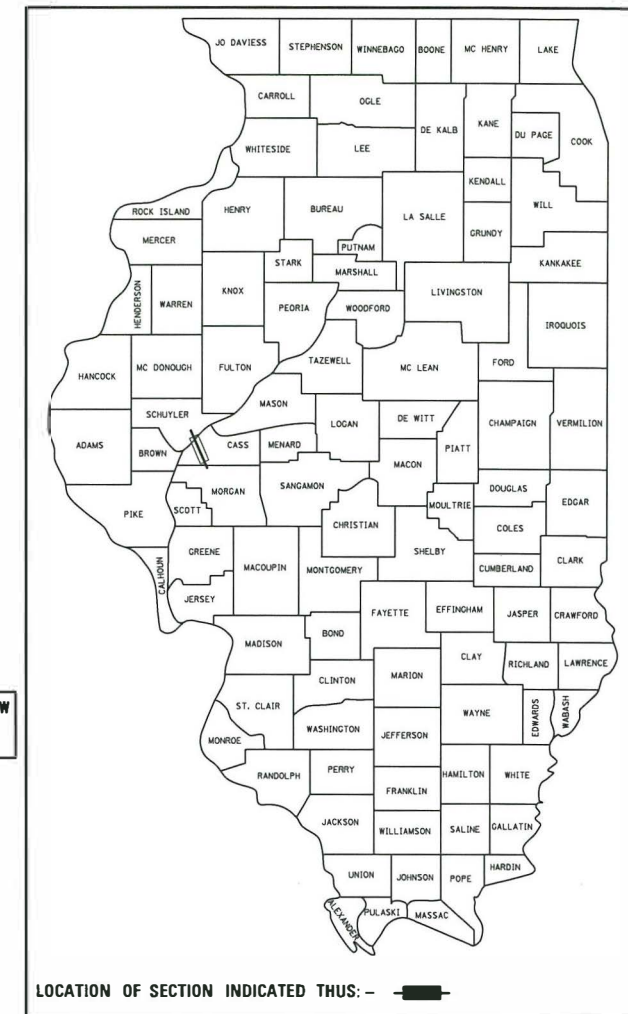 JO DAVIESS STEPHENSON WINNEBAGO BOONE MC HENRY LAKE
CARROLL OGLE DE KALB KANE DU PAGE COOK
WHITESIDE LEE
KENDALL WILL
ROCK ISLAND HENRY BUREAU LA SALLE GRUNDY
MERCER PUTNAM
STARK MARSHALL KANKAKEE
HENDERSON WARREN KNOX PEORIA WOODFORD LIVINGSTON IROQUOIS
HANCOCK MC DONOUGH FULTON TAZEWELL MC LEAN FORD
SCHUYLER MASON LOGAN DE WITT CHAMPAIGN VERMILION
ADAMS BROWN CASS MENARD MACON PIATT
PIKE SCOTT MORGAN SANGAMON CHRISTIAN MOULTRIE DOUGLAS EDGAR
COLES
GREENE MACOUPIN MONTGOMERY SHELBY CUMBERLAND CLARK
CALHOUN JERSEY FAYETTE EFFINGHAM JASPER CRAWFORD
MADISON BOND
CLAY RICHLAND LAWRENCE
CLINTON MARION
ST. CLAIR WAYNE EDWARDS WABASH
W
WASHINGTON JEFFERSON
MONROE
RANDOLPH PERRY HAMILTON WHITE
FRANKLIN
JACKSON WILLIAMSON SALINE GALLATIN
UNION JOHNSON POPE HARDIN
ALEXANDER PULASKI MASSAC
LOCATION OF SECTION INDICATED THUS: -